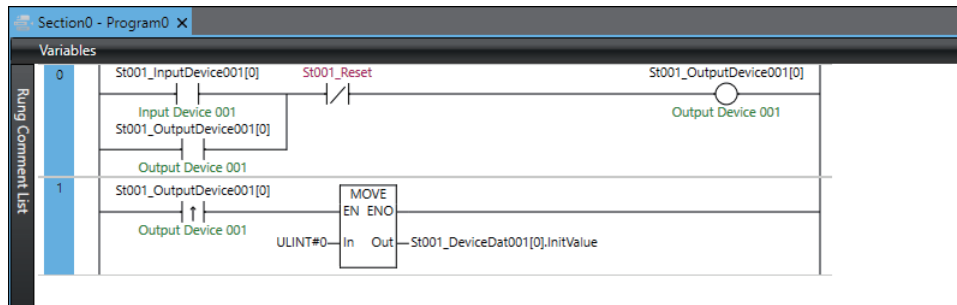 Section0 - Program0 ×
Variables
Rung Comment List
0
St001_InputDevice001[0] St001_Reset St001_OutputDevice001[0]
Input Device 001 Output Device 001
St001_OutputDevice001[0]
Output Device 001
1
St001_OutputDevice001[0] MOVE
EN ENO
Output Device 001
ULINT#0 In Out St001_DeviceDat001[0].InitValue